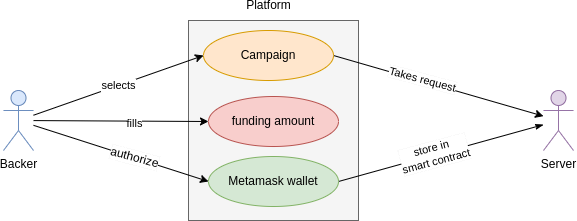 Platform
Campaign
selects
Takes request
funding amount
fills
authorize
Metamask wallet
store in
smart contract
Backer
Server